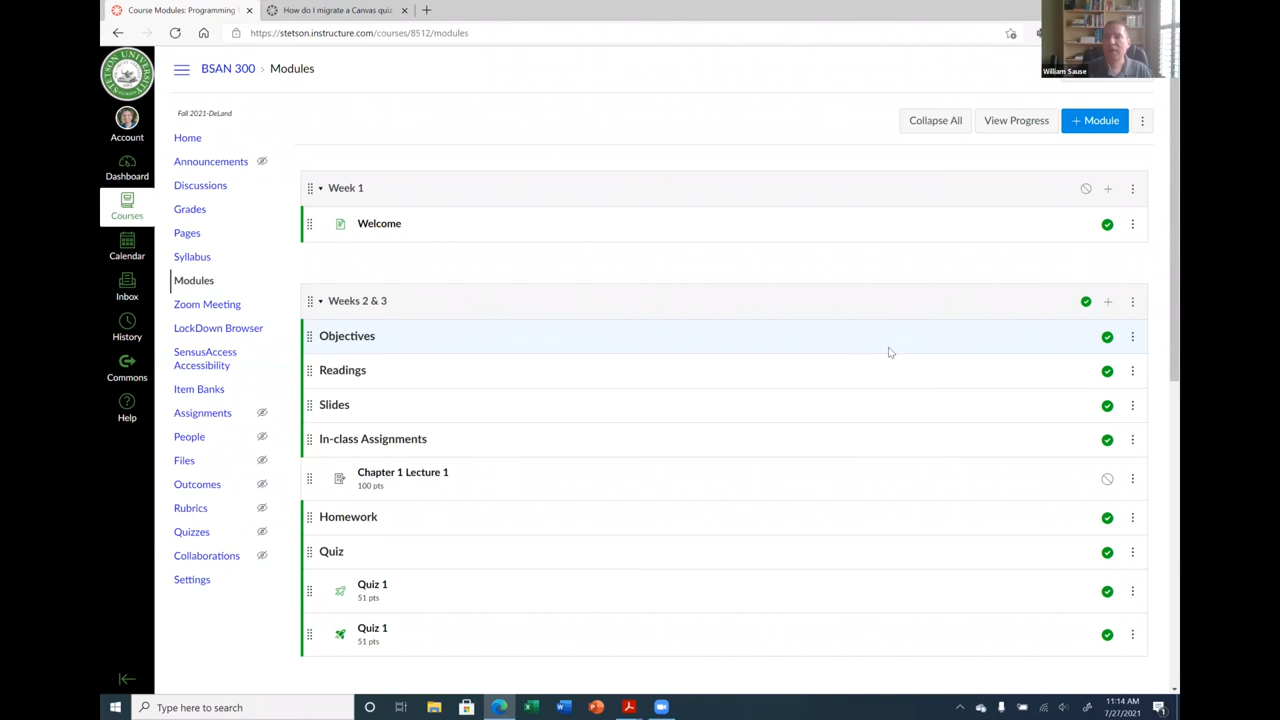 Course Modules: Programming
How do I migrate a Canvas quiz
https://stetson.instructure.com/courses/8512/modules
William Sause
STETSON UNIVERSITY
BSAN 300 > Modules
Account
Dashboard
Courses
Calendar
Inbox
History
Commons
Help
Fall 2021-DeLand
Home
Announcements
Discussions
Grades
Pages
Syllabus
Modules
Zoom Meeting
LockDown Browser
SensusAccess
Accessibility
Item Banks
Assignments
People
Files
Outcomes
Rubrics
Quizzes
Collaborations
Settings
Collapse All
View Progress
+ Module
Week 1
Welcome
Weeks 2 & 3
Objectives
Readings
Slides
In-class Assignments
Chapter 1 Lecture 1
100 pts
Homework
Quiz
Quiz 1
51 pts
Quiz 1
51 pts
Type here to search
11:14 AM
7/27/2021